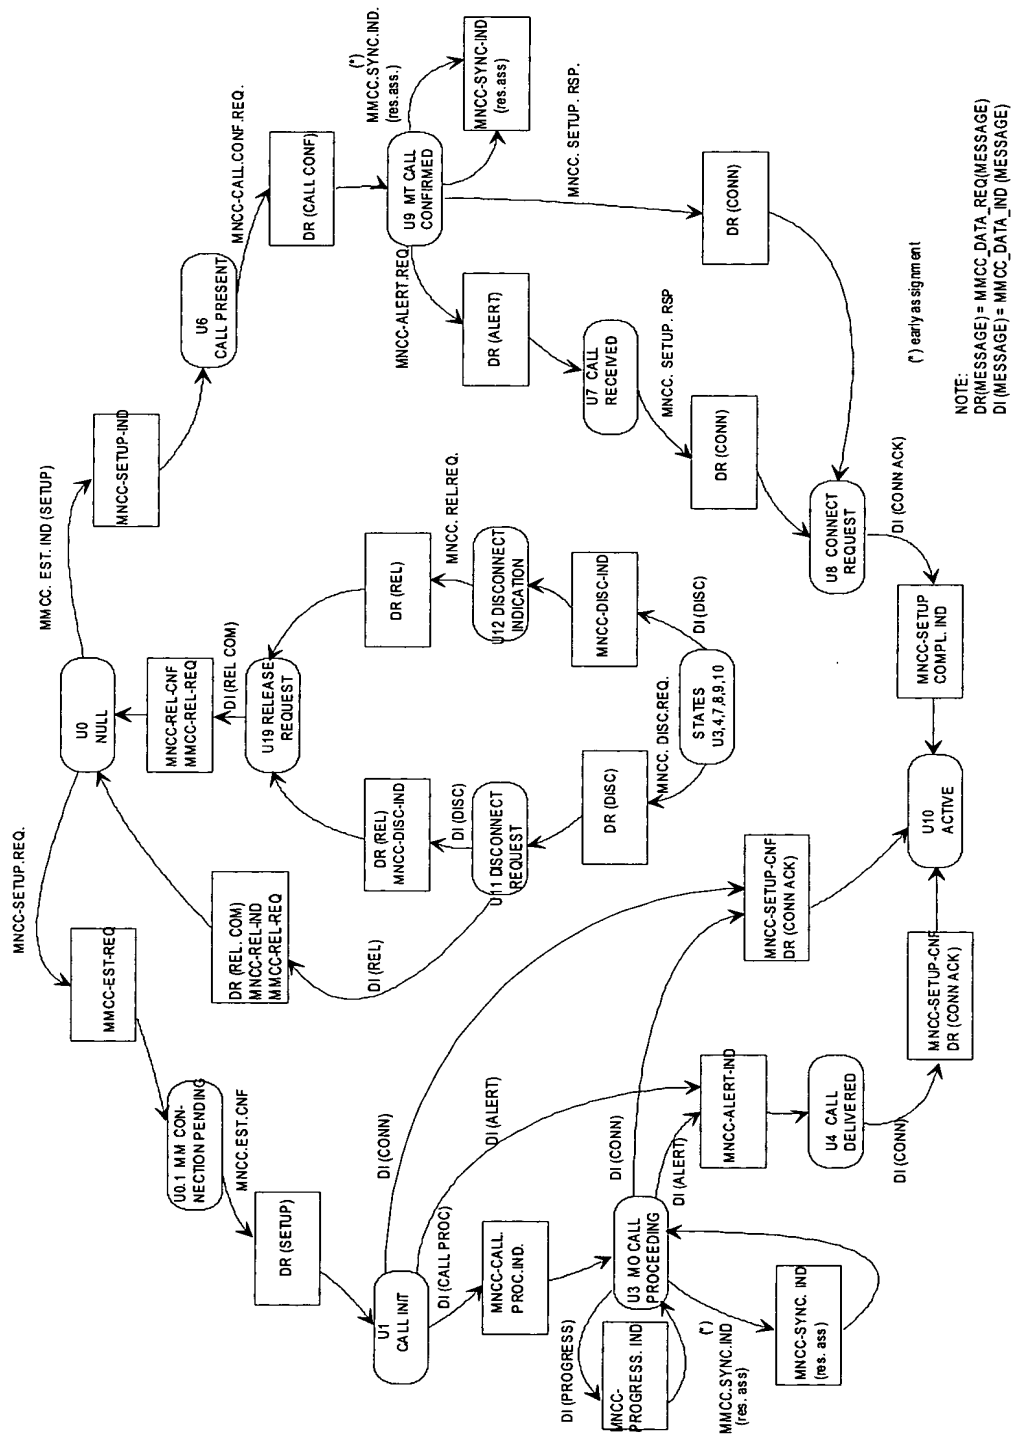 MNCC-SETUP.REQ.
MMCC-EST-REQ
U0.1 MM CON-
NECTION PENDING
MNCC.EST.CNF
DR (SETUP)
U1
CALL INIT
DI (CALL PROC)
MNCC-CALL.
PROC.IND.
DI (CONN)
DI (ALERT)
DI (PROGRESS)
MNCC-
PROGRESS. IND
U3 MO CALL
PROCEEDING
(*)
MMCC.SYNC.IND
(res. ass)
MNCC-SYNC. IND
(res. ass)
DI (CONN)
DI (ALERT)
MNCC-ALERT-IND
U4 CALL
DELIVERED
DI (CONN)
MNCC-SETUP-CNF
DR (CONN ACK)
MNCC-SETUP-CNF
DR (CONN ACK)
U10
ACTIVE
U0
NULL
MNCC-REL-CNF
MMCC-REL-REQ
DI (REL COM)
U19 RELEASE
REQUEST
DR (REL. COM)
MNCC-REL-IND
MMCC-REL-REQ
DI (REL)
DR (REL)
MNCC-DISC-IND
DI (DISC)
U11 DISCONNECT
REQUEST
DR (DISC)
MNCC. DISC.REQ.
STATES
U3,4,7,8,9,10
DI (DISC)
MNCC-DISC-IND
U12 DISCONNECT
INDICATION
MNCC. REL.REQ.
DR (REL)
MMCC. EST. IND (SETUP)
MNCC-SETUP-IND
U6
CALL PRESENT
MNCC-CALL.CONF.REQ.
DR (CALL CONF)
U9 MT CALL
CONFIRMED
(*)
MMCC.SYNC.IND.
(res. ass.)
MNCC-SYNC-IND
(res.ass)
MNCC-ALERT.REQ.
DR (ALERT)
U7 CALL
RECEIVED
MNCC. SETUP. RSP
DR (CONN)
MNCC. SETUP. RSP.
DR (CONN)
U8 CONNECT
REQUEST
DI (CONN ACK)
MNCC-SETUP
COMPL. IND
(*) early assignment
NOTE:
DR(MESSAGE) = MMCC_DATA_REQ(MESSAGE)
DI (MESSAGE) = MMCC_DATA_IND (MESSAGE)